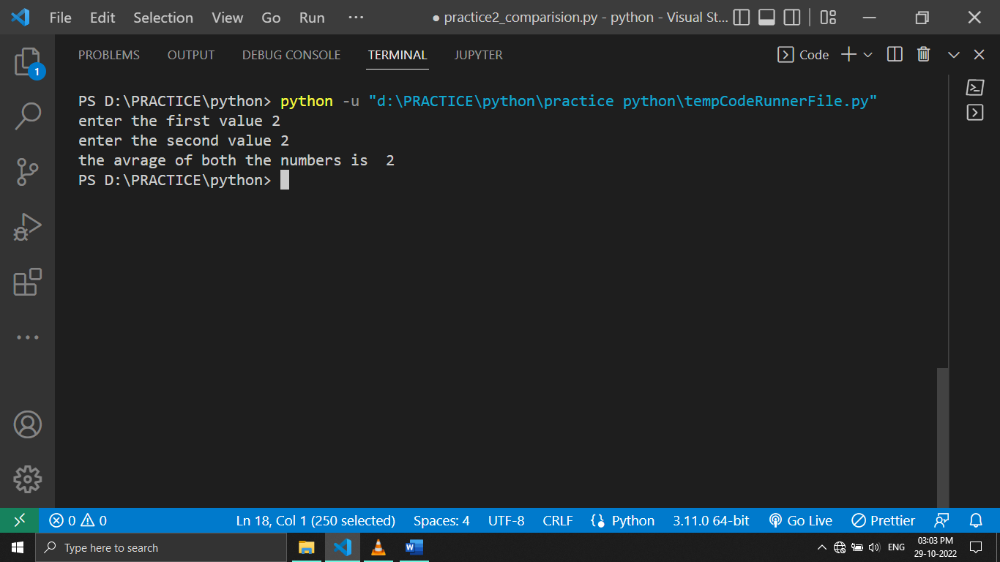 File Edit Selection View Go Run ··· ● practice2_comparision.py - python - Visual St...
PROBLEMS OUTPUT DEBUG CONSOLE TERMINAL JUPYTER Code
1
PS D:\PRACTICE\python> python -u "d:\PRACTICE\python\practice python\tempCodeRunnerFile.py"
enter the first value 2
enter the second value 2
the avrage of both the numbers is  2
PS D:\PRACTICE\python>
0 0 Ln 18, Col 1 (250 selected) Spaces: 4 UTF-8 CRLF Python 3.11.0 64-bit Go Live Prettier
Type here to search ENG 03:03 PM
29-10-2022